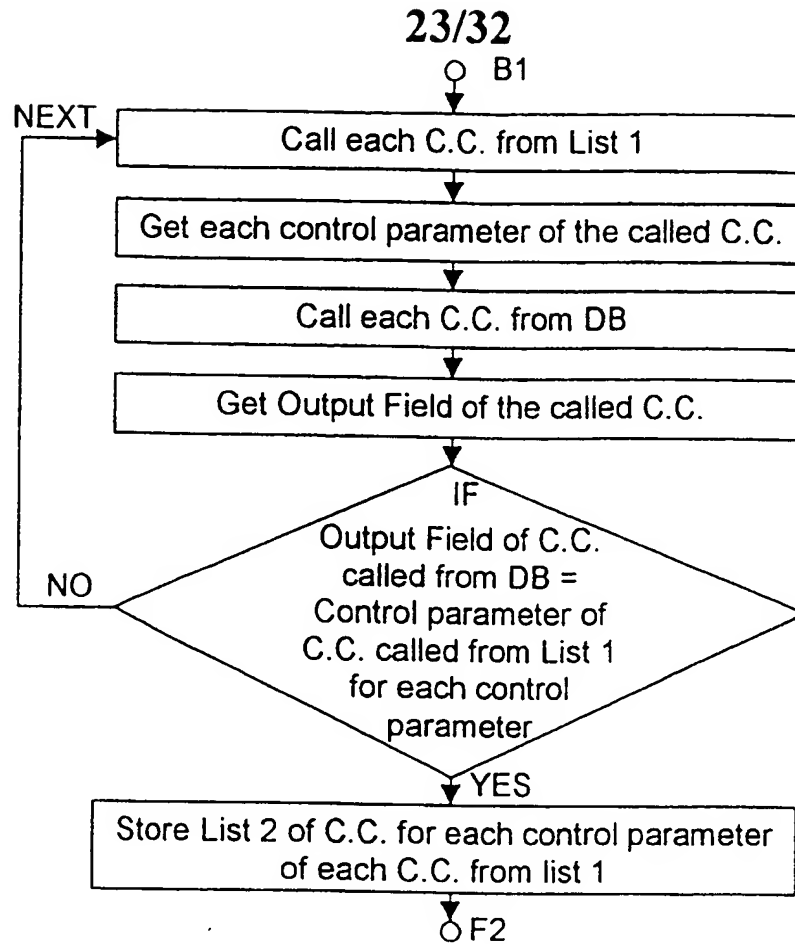 23/32
B1
NEXT
Call each C.C. from List 1
Get each control parameter of the called C.C.
Call each C.C. from DB
Get Output Field of the called C.C.
IF
Output Field of C.C.
called from DB =
Control parameter of
C.C. called from List 1
for each control
parameter
NO
YES
Store List 2 of C.C. for each control parameter
of each C.C. from list 1
F2